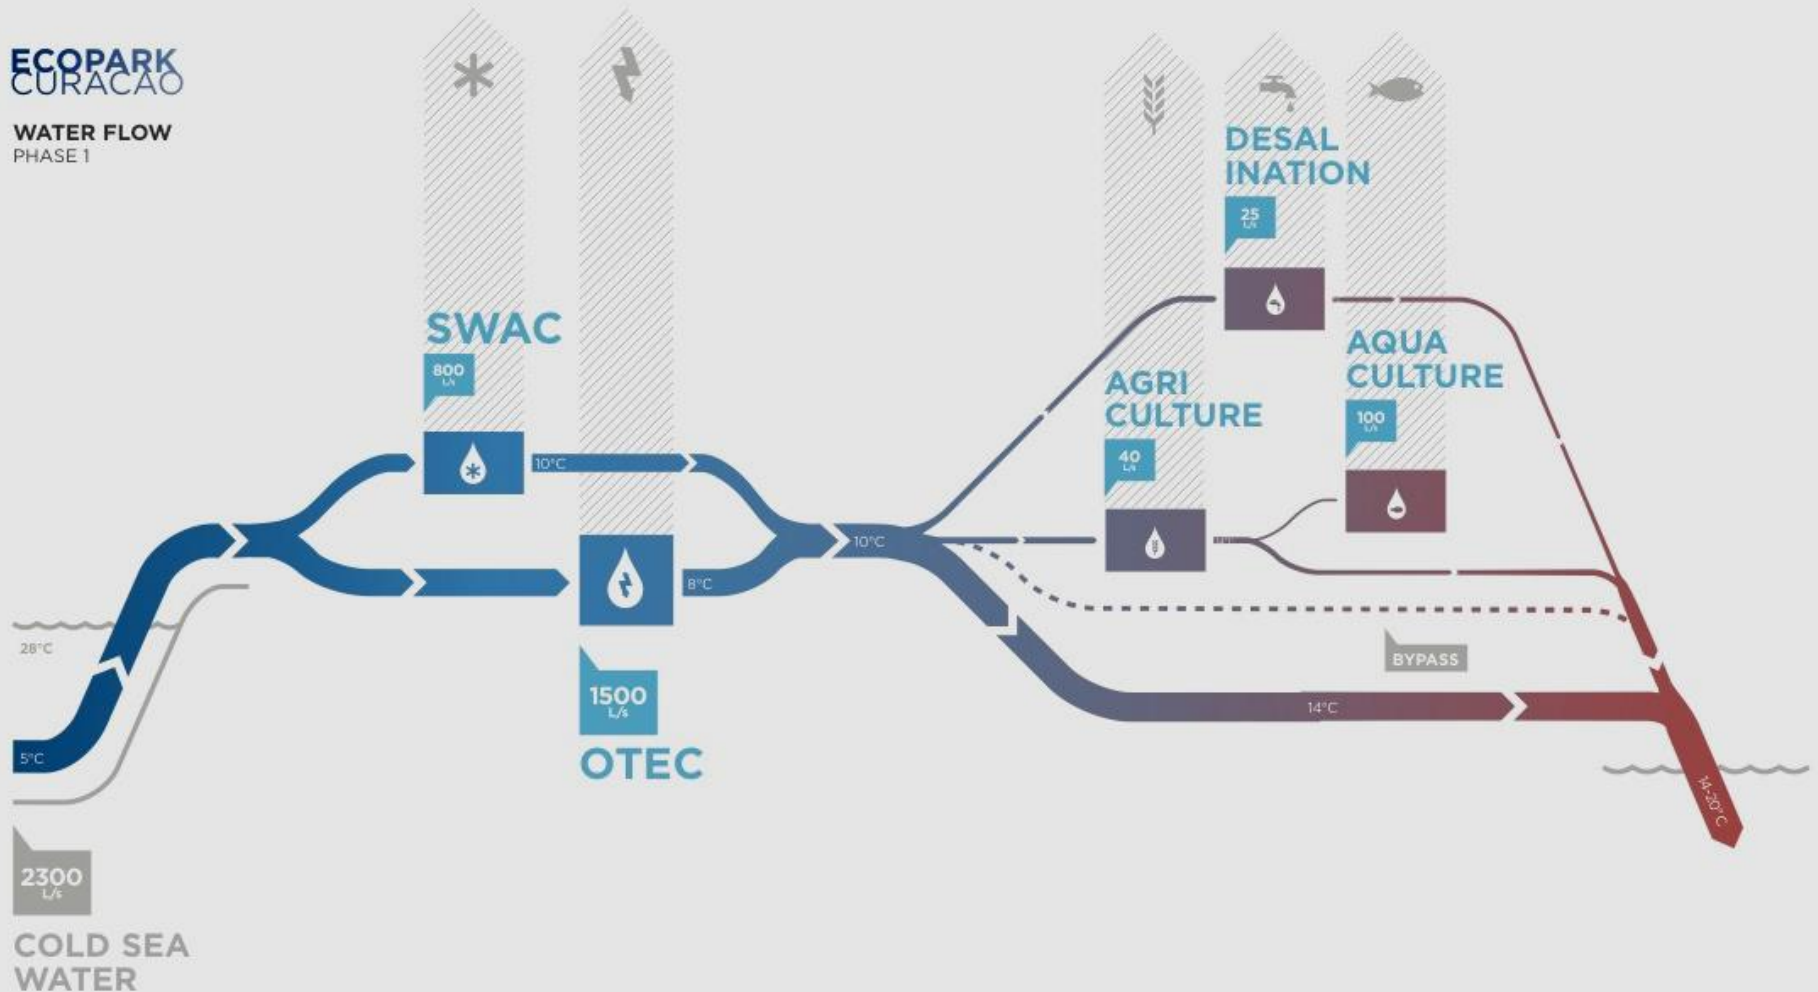 ECOPARK
CURACAO
WATER FLOW
PHASE 1
SWAC
800
L/s
10°C
1500
L/s
OTEC
8°C
10°C
28°C
5°C
2300
L/s
COLD SEA
WATER
DESAL
INATION
25
L/s
AGRI
CULTURE
40
L/s
AQUA
CULTURE
100
L/s
BYPASS
14°C
14-20°C